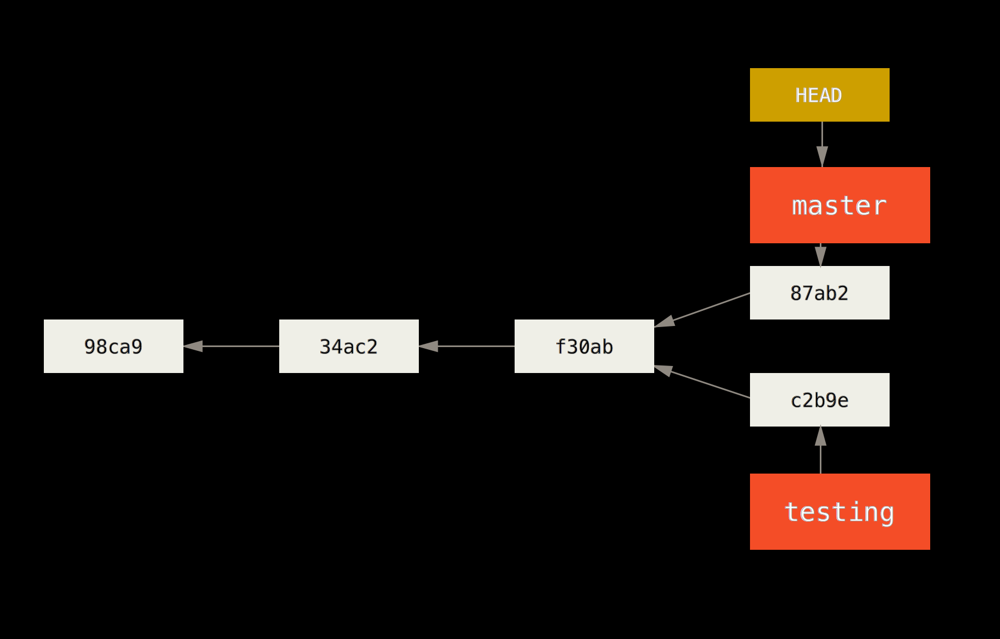 HEAD
master
87ab2
98ca9
34ac2
f30ab
c2b9e
testing